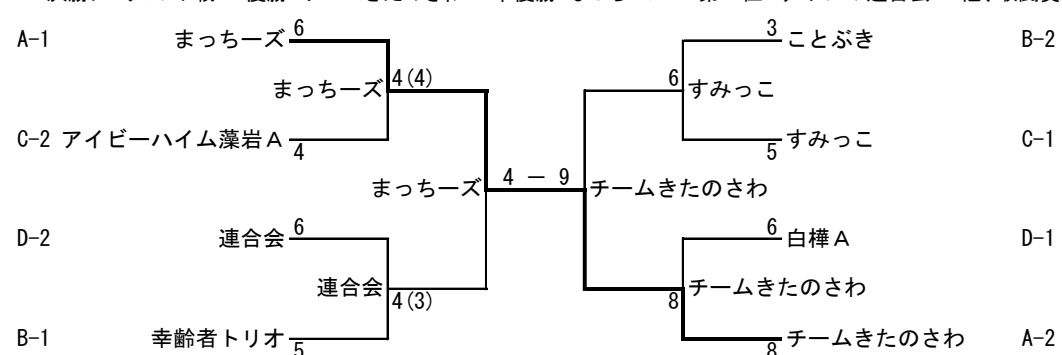 A-1 まっちーズ 6 3 ことぶき B-2
まっちーズ 4(4) 6 すみっこ
C-2 アイビーハイム藻岩A 4 5 すみっこ C-1
まっちーズ 4 － 9 チームきたのさわ
D-2 連合会 6 6 白樺A D-1
連合会 4(3) 8 チームきたのさわ
B-1 幸齢者トリオ 5 8 チームきたのさわ A-2